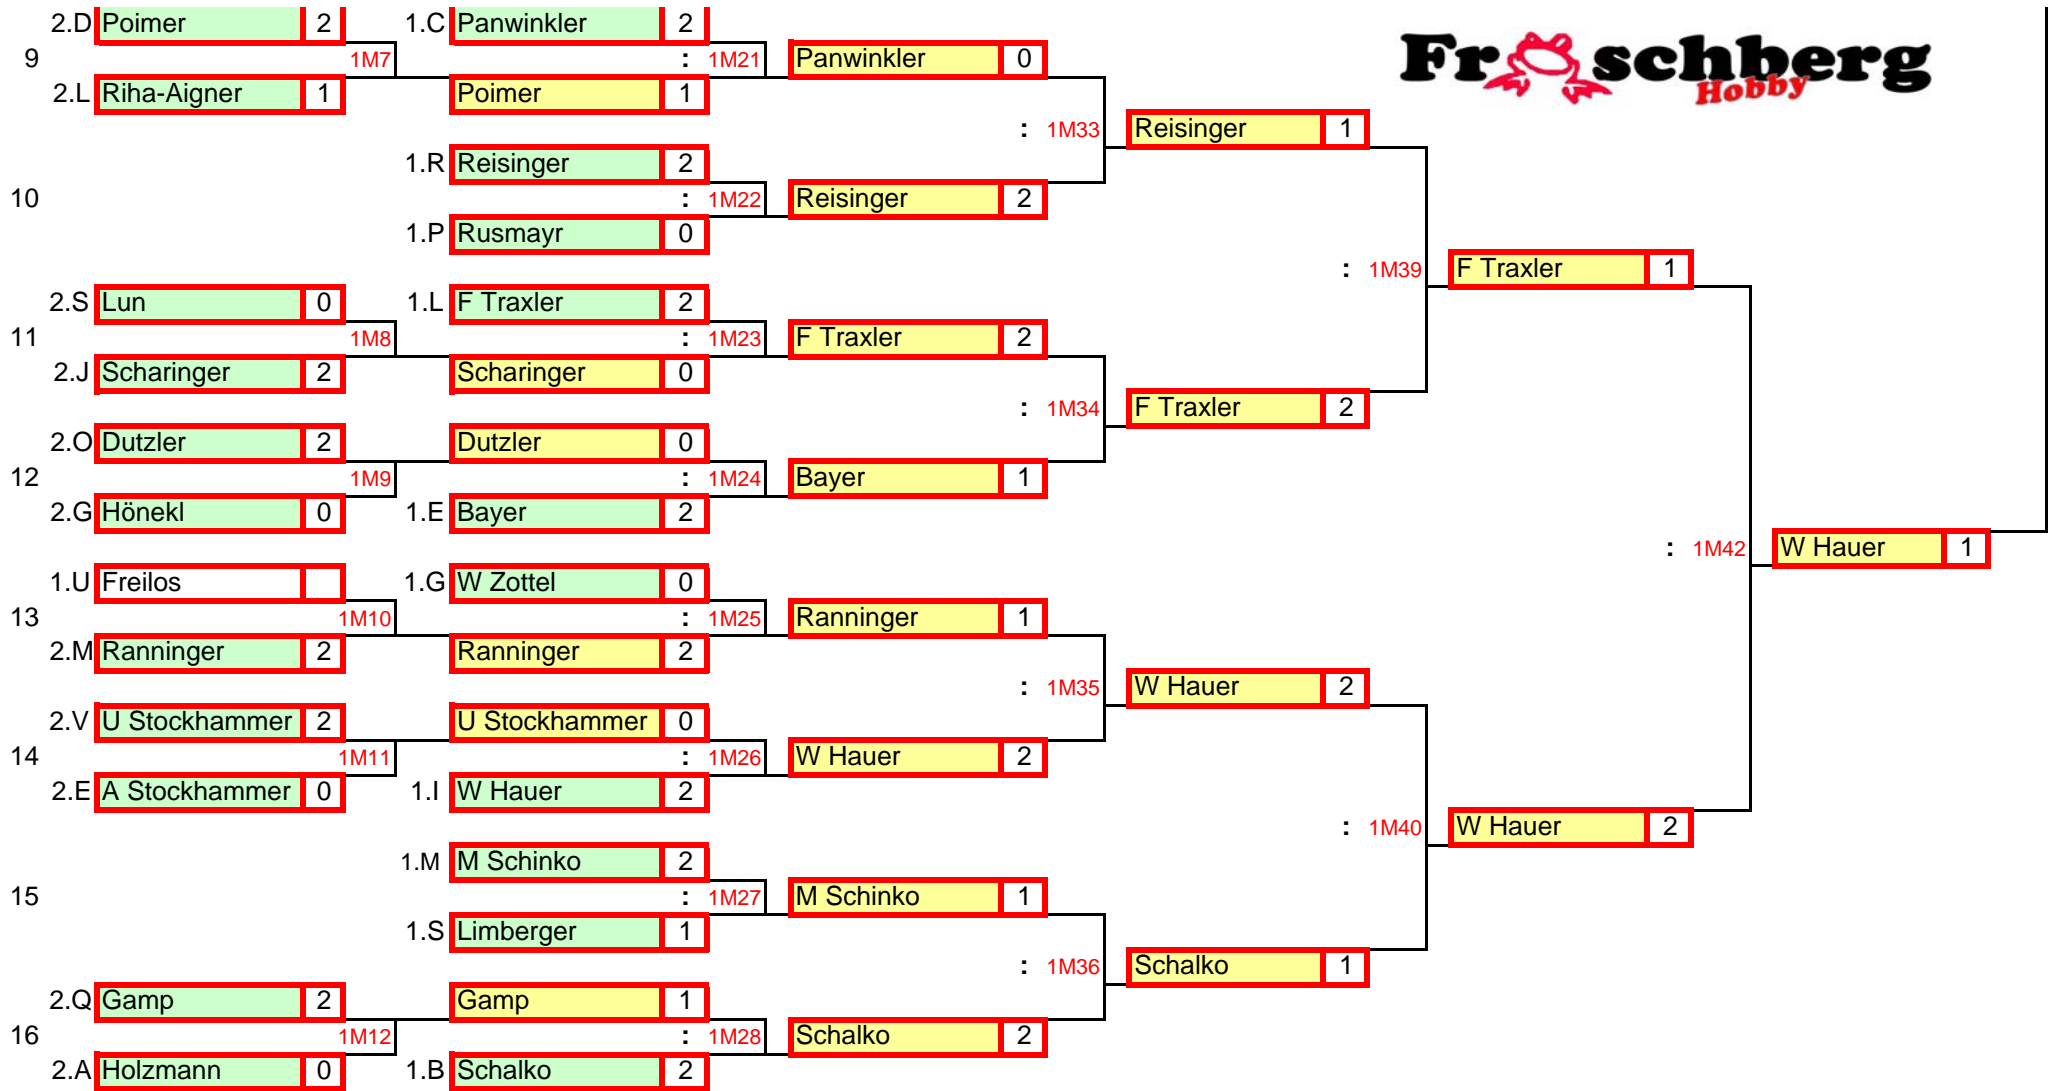 2.D Poimer 2 1.C Panwinkler 2
Fröschberg
Hobby
9 1M7 : 1M21 Panwinkler 0
2.L Riha-Aigner 1 Poimer 1
: 1M33 Reisinger 1
1.R Reisinger 2
10 : 1M22 Reisinger 2
1.P Rusmayr 0
: 1M39 F Traxler 1
2.S Lun 0 1.L F Traxler 2
11 1M8 : 1M23 F Traxler 2
2.J Scharinger 2 Scharinger 0
: 1M34 F Traxler 2
2.O Dutzler 2 Dutzler 0
12 1M9 : 1M24 Bayer 1
2.G Hönekl 0 1.E Bayer 2
: 1M42 W Hauer 1
1.U Freilos 1.G W Zottel 0
13 1M10 : 1M25 Ranninger 1
2.M Ranninger 2 Ranninger 2
: 1M35 W Hauer 2
2.V U Stockhammer 2 U Stockhammer 0
14 1M11 : 1M26 W Hauer 2
2.E A Stockhammer 0 1.I W Hauer 2
: 1M40 W Hauer 2
1.M M Schinko 2
15 : 1M27 M Schinko 1
1.S Limberger 1
: 1M36 Schalko 1
2.Q Gamp 2 Gamp 1
16 1M12 : 1M28 Schalko 2
2.A Holzmann 0 1.B Schalko 2